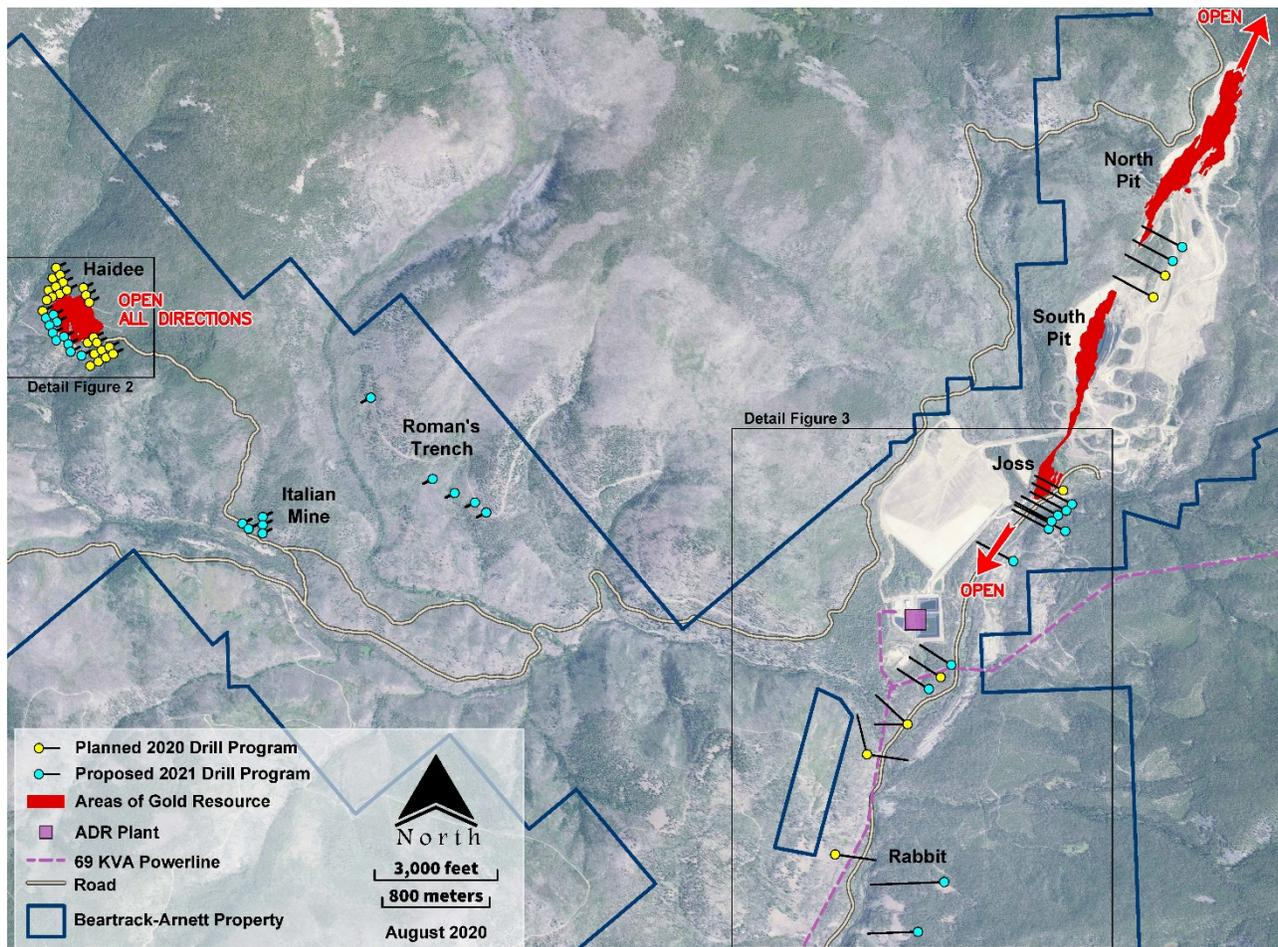 OPEN
North
Pit
Haidee
OPEN
ALL DIRECTIONS
South
Pit
Detail Figure 2
Detail Figure 3
Roman's
Trench
Joss
Italian
Mine
OPEN
Planned 2020 Drill Program
Proposed 2021 Drill Program
Areas of Gold Resource
ADR Plant
69 KVA Powerline
Road
Beartrack-Arnett Property
North
3,000 feet
800 meters
August 2020
Rabbit